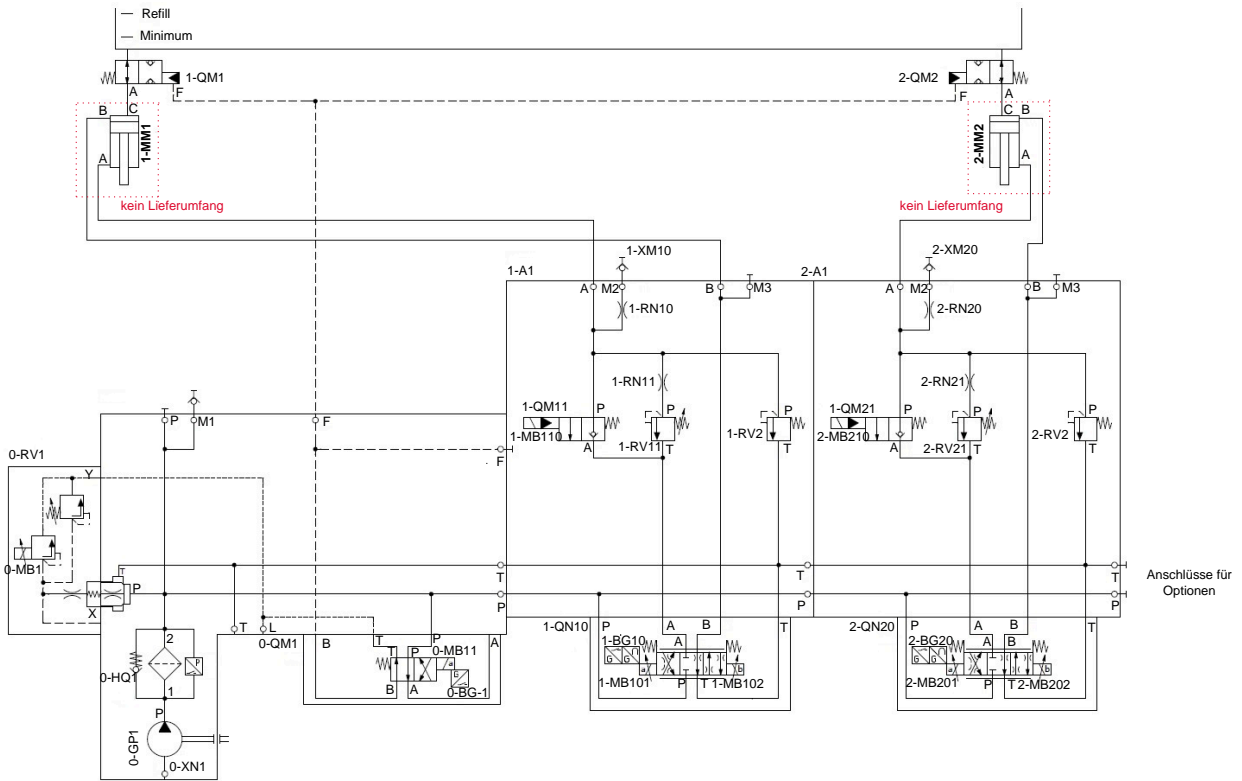 Refill
Minimum
1-QM1
2-QM2
A
F
F
A
B
C
C
B
1-MM1
2-MM2
A
A
kein Lieferumfang
kein Lieferumfang
1-XM10
2-XM20
1-A1
2-A1
A
M2
B
M3
A
M2
B
M3
1-RN10
2-RN20
1-RN11
2-RN21
1-QM11
P
P
P
2-QM21
P
P
P
1-MB110
1-RV11
1-RV2
2-MB210
2-RV21
2-RV2
A
T
T
A
T
T
P
M1
F
F
0-RV1
Y
0-MB1
T
P
X
T
T
T
P
P
P
Anschlüsse für
Optionen
T
L
0-QM1
B
T
P
A
0-MB11
T
P
a
G
B
A
0-BG-1
1-QN10
P
A
B
T
1-BG10
A
B
G
G
a
b
1-MB101
P
T
1-MB102
2-QN20
P
A
B
T
2-BG20
A
B
G
G
a
b
2-MB201
P
T
2-MB202
2
P
0-HQ1
1
P
0-GP1
0-XN1